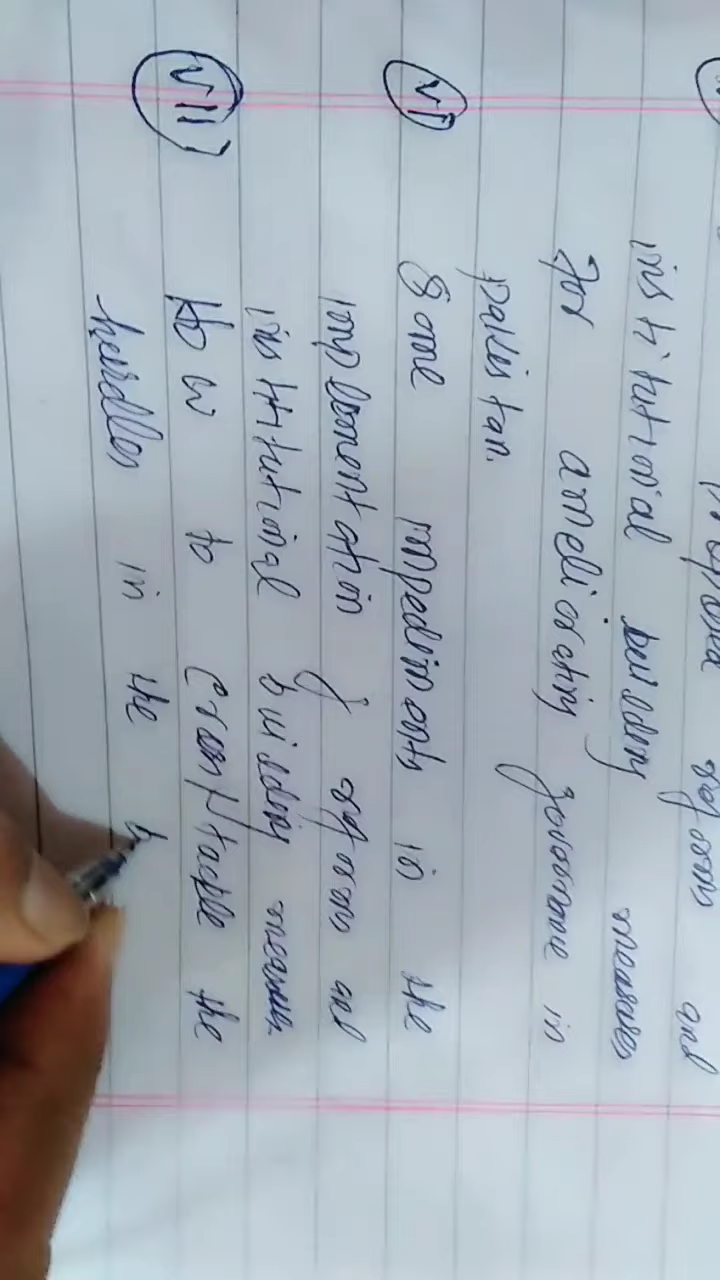 reforms and
institutional building measures
for ameliorating governance in
pakistan.
VI Some impediments in the
implementation of reforms and
institutional building measures.
VII How to crempt/tackle the
hurdles in the